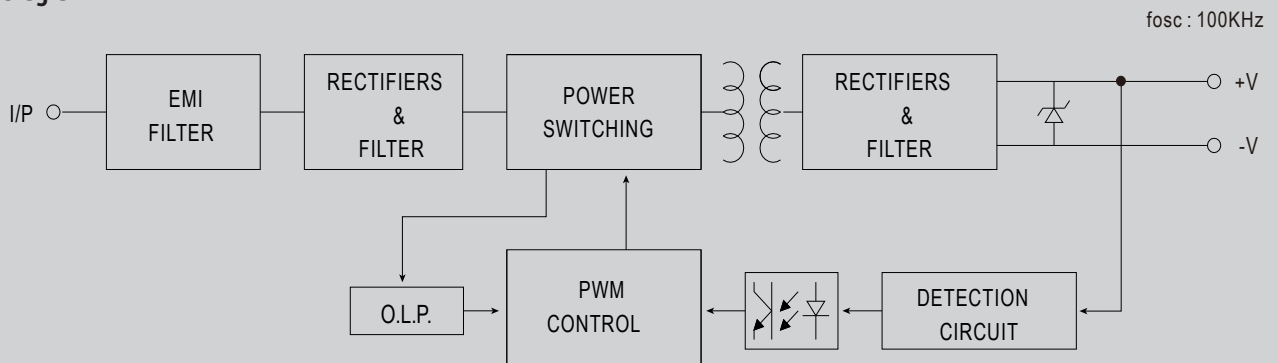 fosc : 100KHz
I/P
EMI
FILTER
RECTIFIERS
&
FILTER
POWER
SWITCHING
RECTIFIERS
&
FILTER
+V
-V
O.L.P.
PWM
CONTROL
DETECTION
CIRCUIT